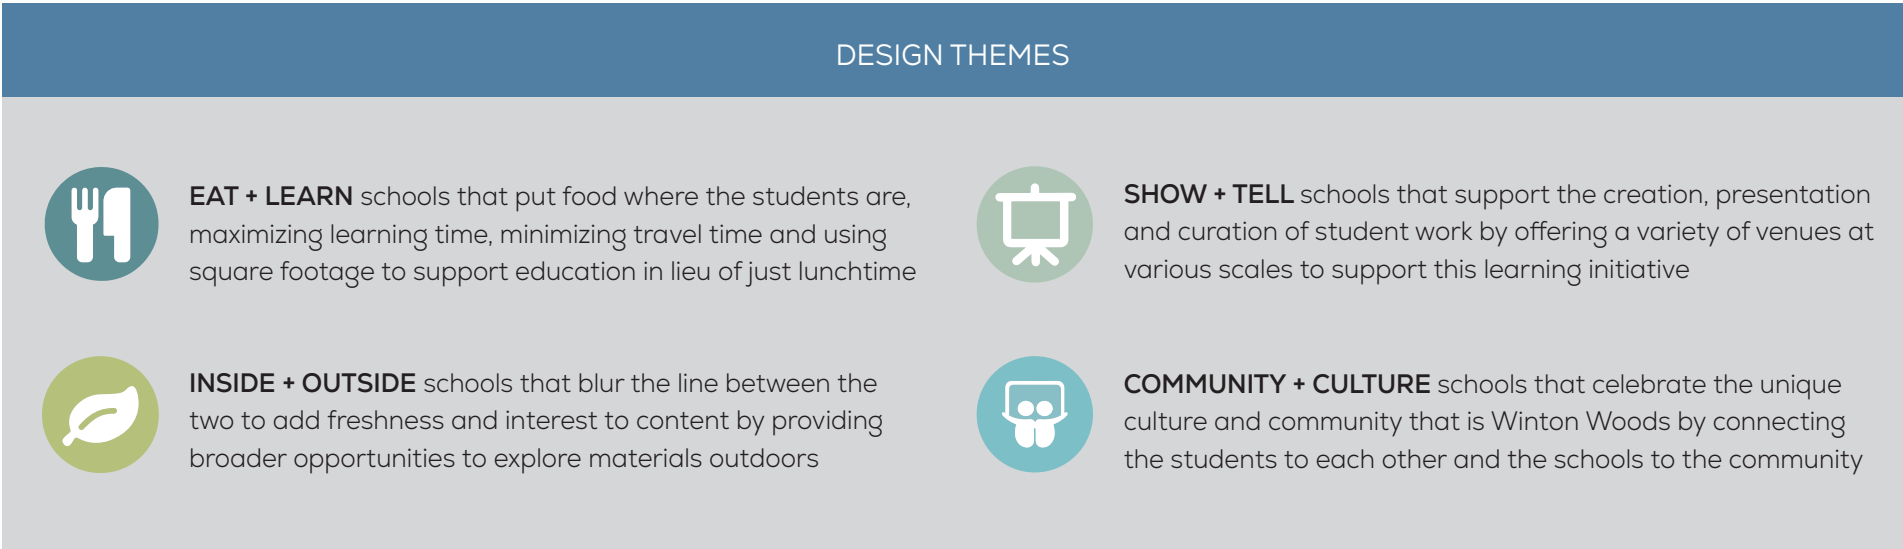 DESIGN THEMES
EAT + LEARN schools that put food where the students are,
maximizing learning time, minimizing travel time and using
square footage to support education in lieu of just lunchtime
SHOW + TELL schools that support the creation, presentation
and curation of student work by offering a variety of venues at
various scales to support this learning initiative
INSIDE + OUTSIDE schools that blur the line between the
two to add freshness and interest to content by providing
broader opportunities to explore materials outdoors
COMMUNITY + CULTURE schools that celebrate the unique
culture and community that is Winton Woods by connecting
the students to each other and the schools to the community